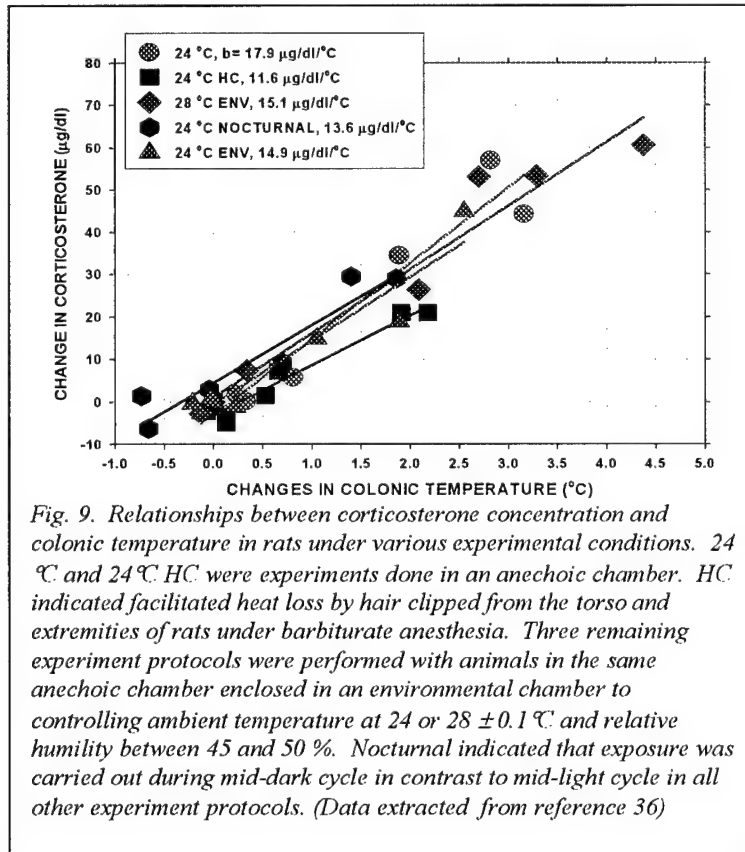 24 °C, b= 17.9 µg/dl/°C
24 °C HC, 11.6 µg/dl/°C
28 °C ENV, 15.1 µg/dl/°C
24 °C NOCTURNAL, 13.6 µg/dl/°C
24 °C ENV, 14.9 µg/dl/°C
CHANGE IN CORTICOSTERONE (µg/dl)
80
70
60
50
40
30
20
10
0
-10
-1.0 -0.5 0.0 0.5 1.0 1.5 2.0 2.5 3.0 3.5 4.0 4.5 5.0
CHANGES IN COLONIC TEMPERATURE (°C)
Fig. 9. Relationships between corticosterone concentration and
colonic temperature in rats under various experimental conditions. 24
°C and 24°C HC were experiments done in an anechoic chamber. HC
indicated facilitated heat loss by hair clipped from the torso and
extremities of rats under barbiturate anesthesia. Three remaining
experiment protocols were performed with animals in the same
anechoic chamber enclosed in an environmental chamber to
controlling ambient temperature at 24 or 28 ±0.1°C and relative
humidity between 45 and 50 %. Nocturnal indicated that exposure was
carried out during mid-dark cycle in contrast to mid-light cycle in all
other experiment protocols. (Data extracted from reference 36)